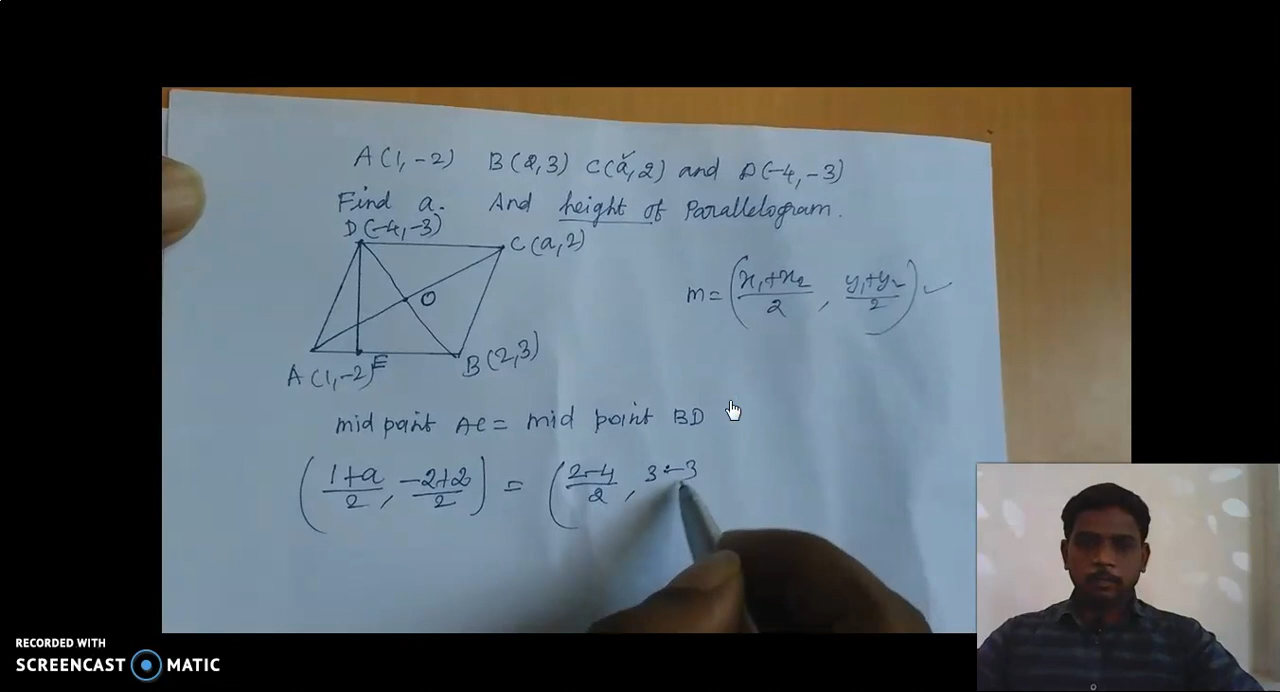 A(1,-2) B(2,3) C(a,2) and D(-4,-3)
Find a. And height of Parallelogram.
D(-4,-3)
C(a,2)
O
m = (x₁+x₂/2, y₁+y₂/2)
A(1,-2)
E
B(2,3)
mid point AC = mid point BD
(1+a/2, -2+2/2) = (2-4/2, 3-3
RECORDED WITH
SCREENCAST MATIC